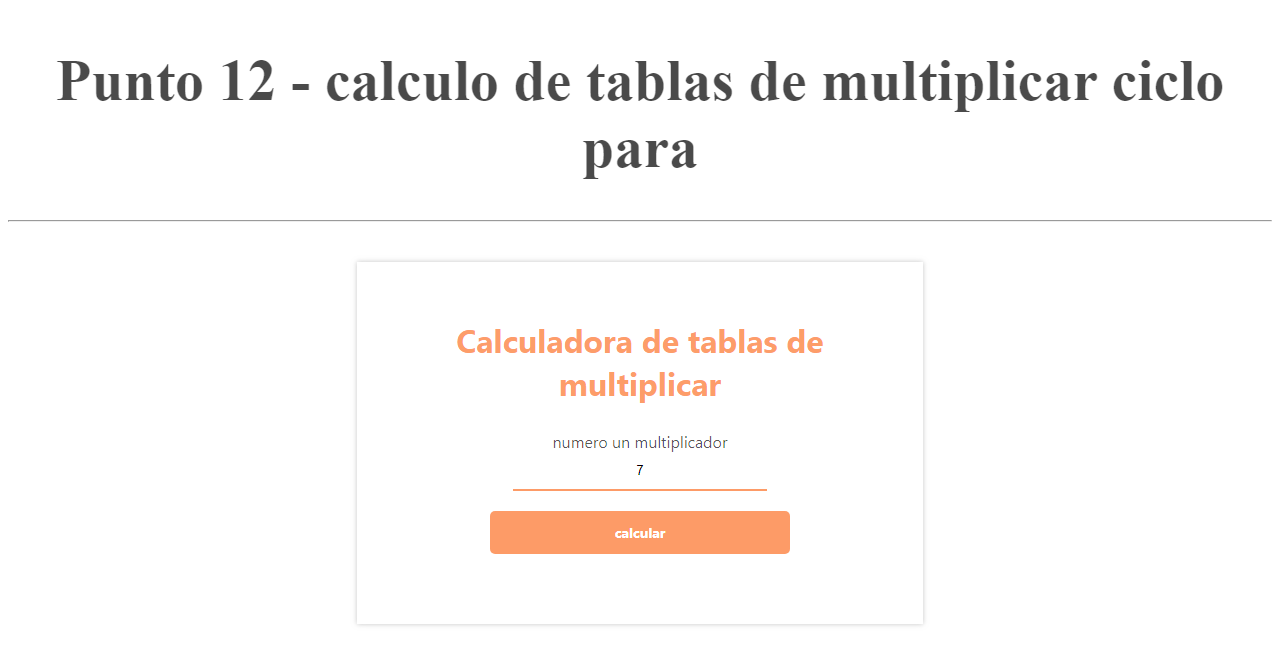 Punto 12 - calculo de tablas de multiplicar ciclo
para
Calculadora de tablas de
multiplicar
numero un multiplicador
7
calcular